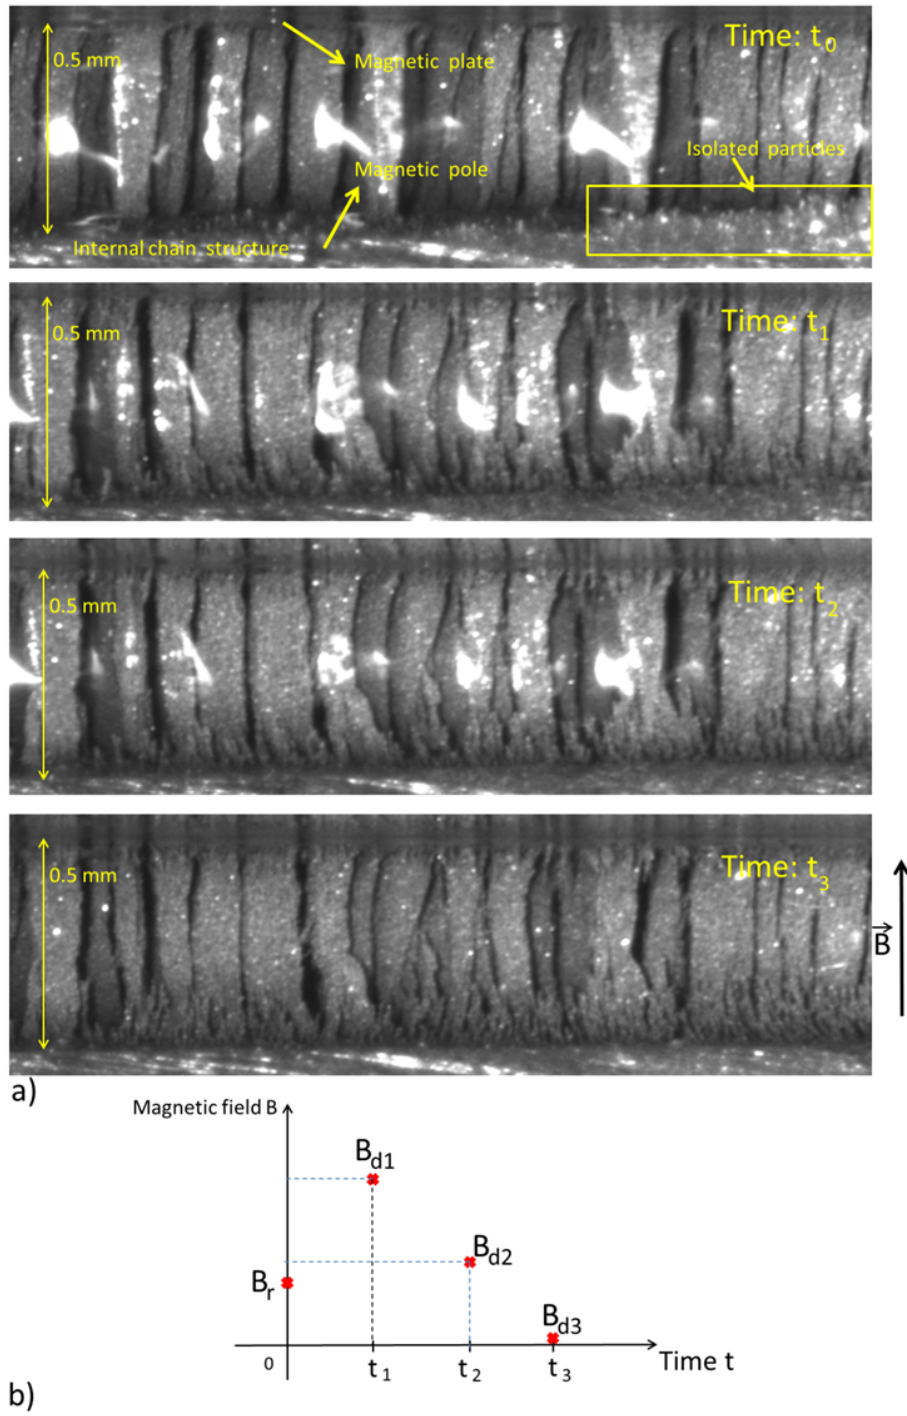 Time: t0
0.5 mm
Magnetic plate
Isolated particles
Magnetic pole
Internal chain structure
Time: t1
0.5 mm
Time: t2
0.5 mm
Time: t3
0.5 mm
B
a)
Magnetic field B
Bd1
Bd2
Br
Bd3
0
t1
t2
t3
Time t
b)